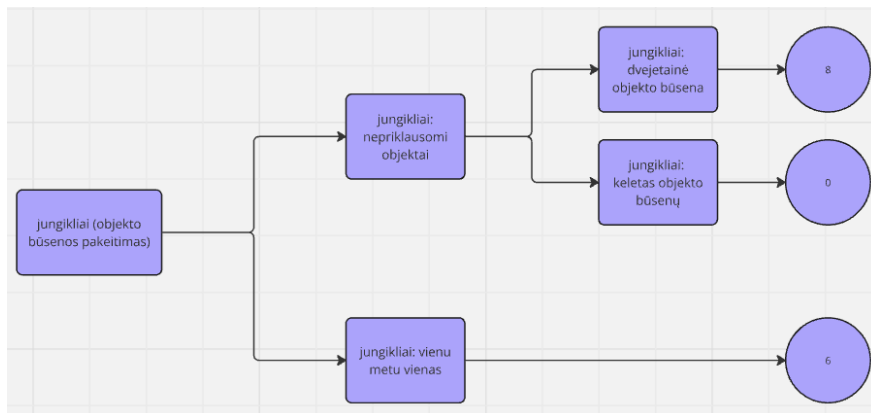 jungikliai:
dvejetainė
objekto būsena
8
jungikliai:
nepriklausomi
objektai
jungikliai:
keletas objekto
būsenų
0
jungikliai (objekto
būsenos pakeitimas)
jungikliai: vienu
metu vienas
6